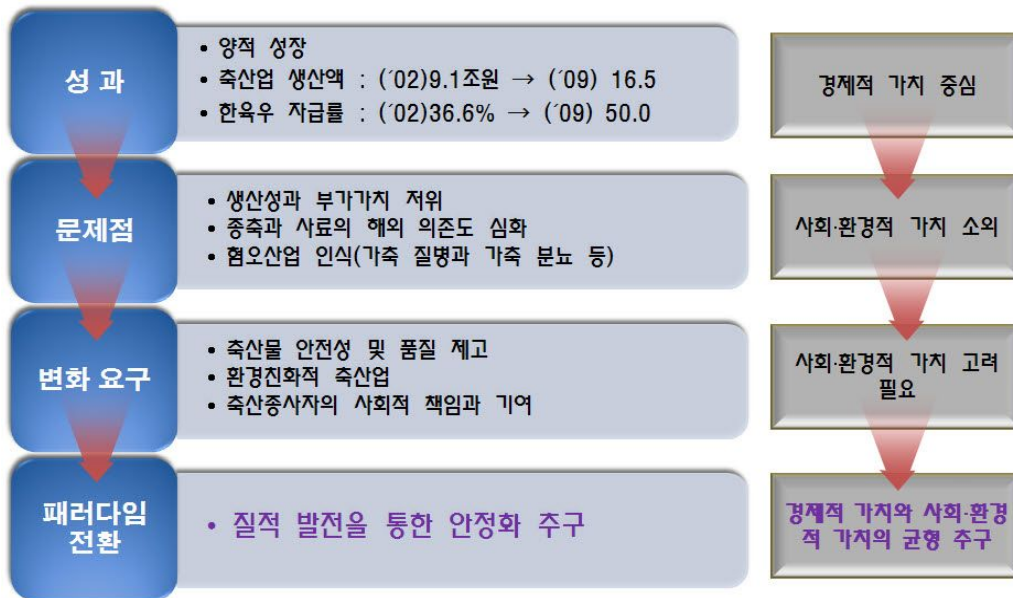 성 과
• 양적 성장
• 축산업 생산액 : (´02)9.1조원 → (´09) 16.5
• 한육우 자급률 : (´02)36.6% → (´09) 50.0
경제적 가치 중심
문제점
• 생산성과 부가가치 저위
• 종축과 사료의 해외 의존도 심화
• 혐오산업 인식(가축 질병과 가축 분뇨 등)
사회·환경적 가치 소외
변화 요구
• 축산물 안전성 및 품질 제고
• 환경친화적 축산업
• 축산종사자의 사회적 책임과 기여
사회·환경적 가치 고려
필요
패러다임
전환
• 질적 발전을 통한 안정화 추구
경제적 가치와 사회·환경
적 가치의 균형 추구